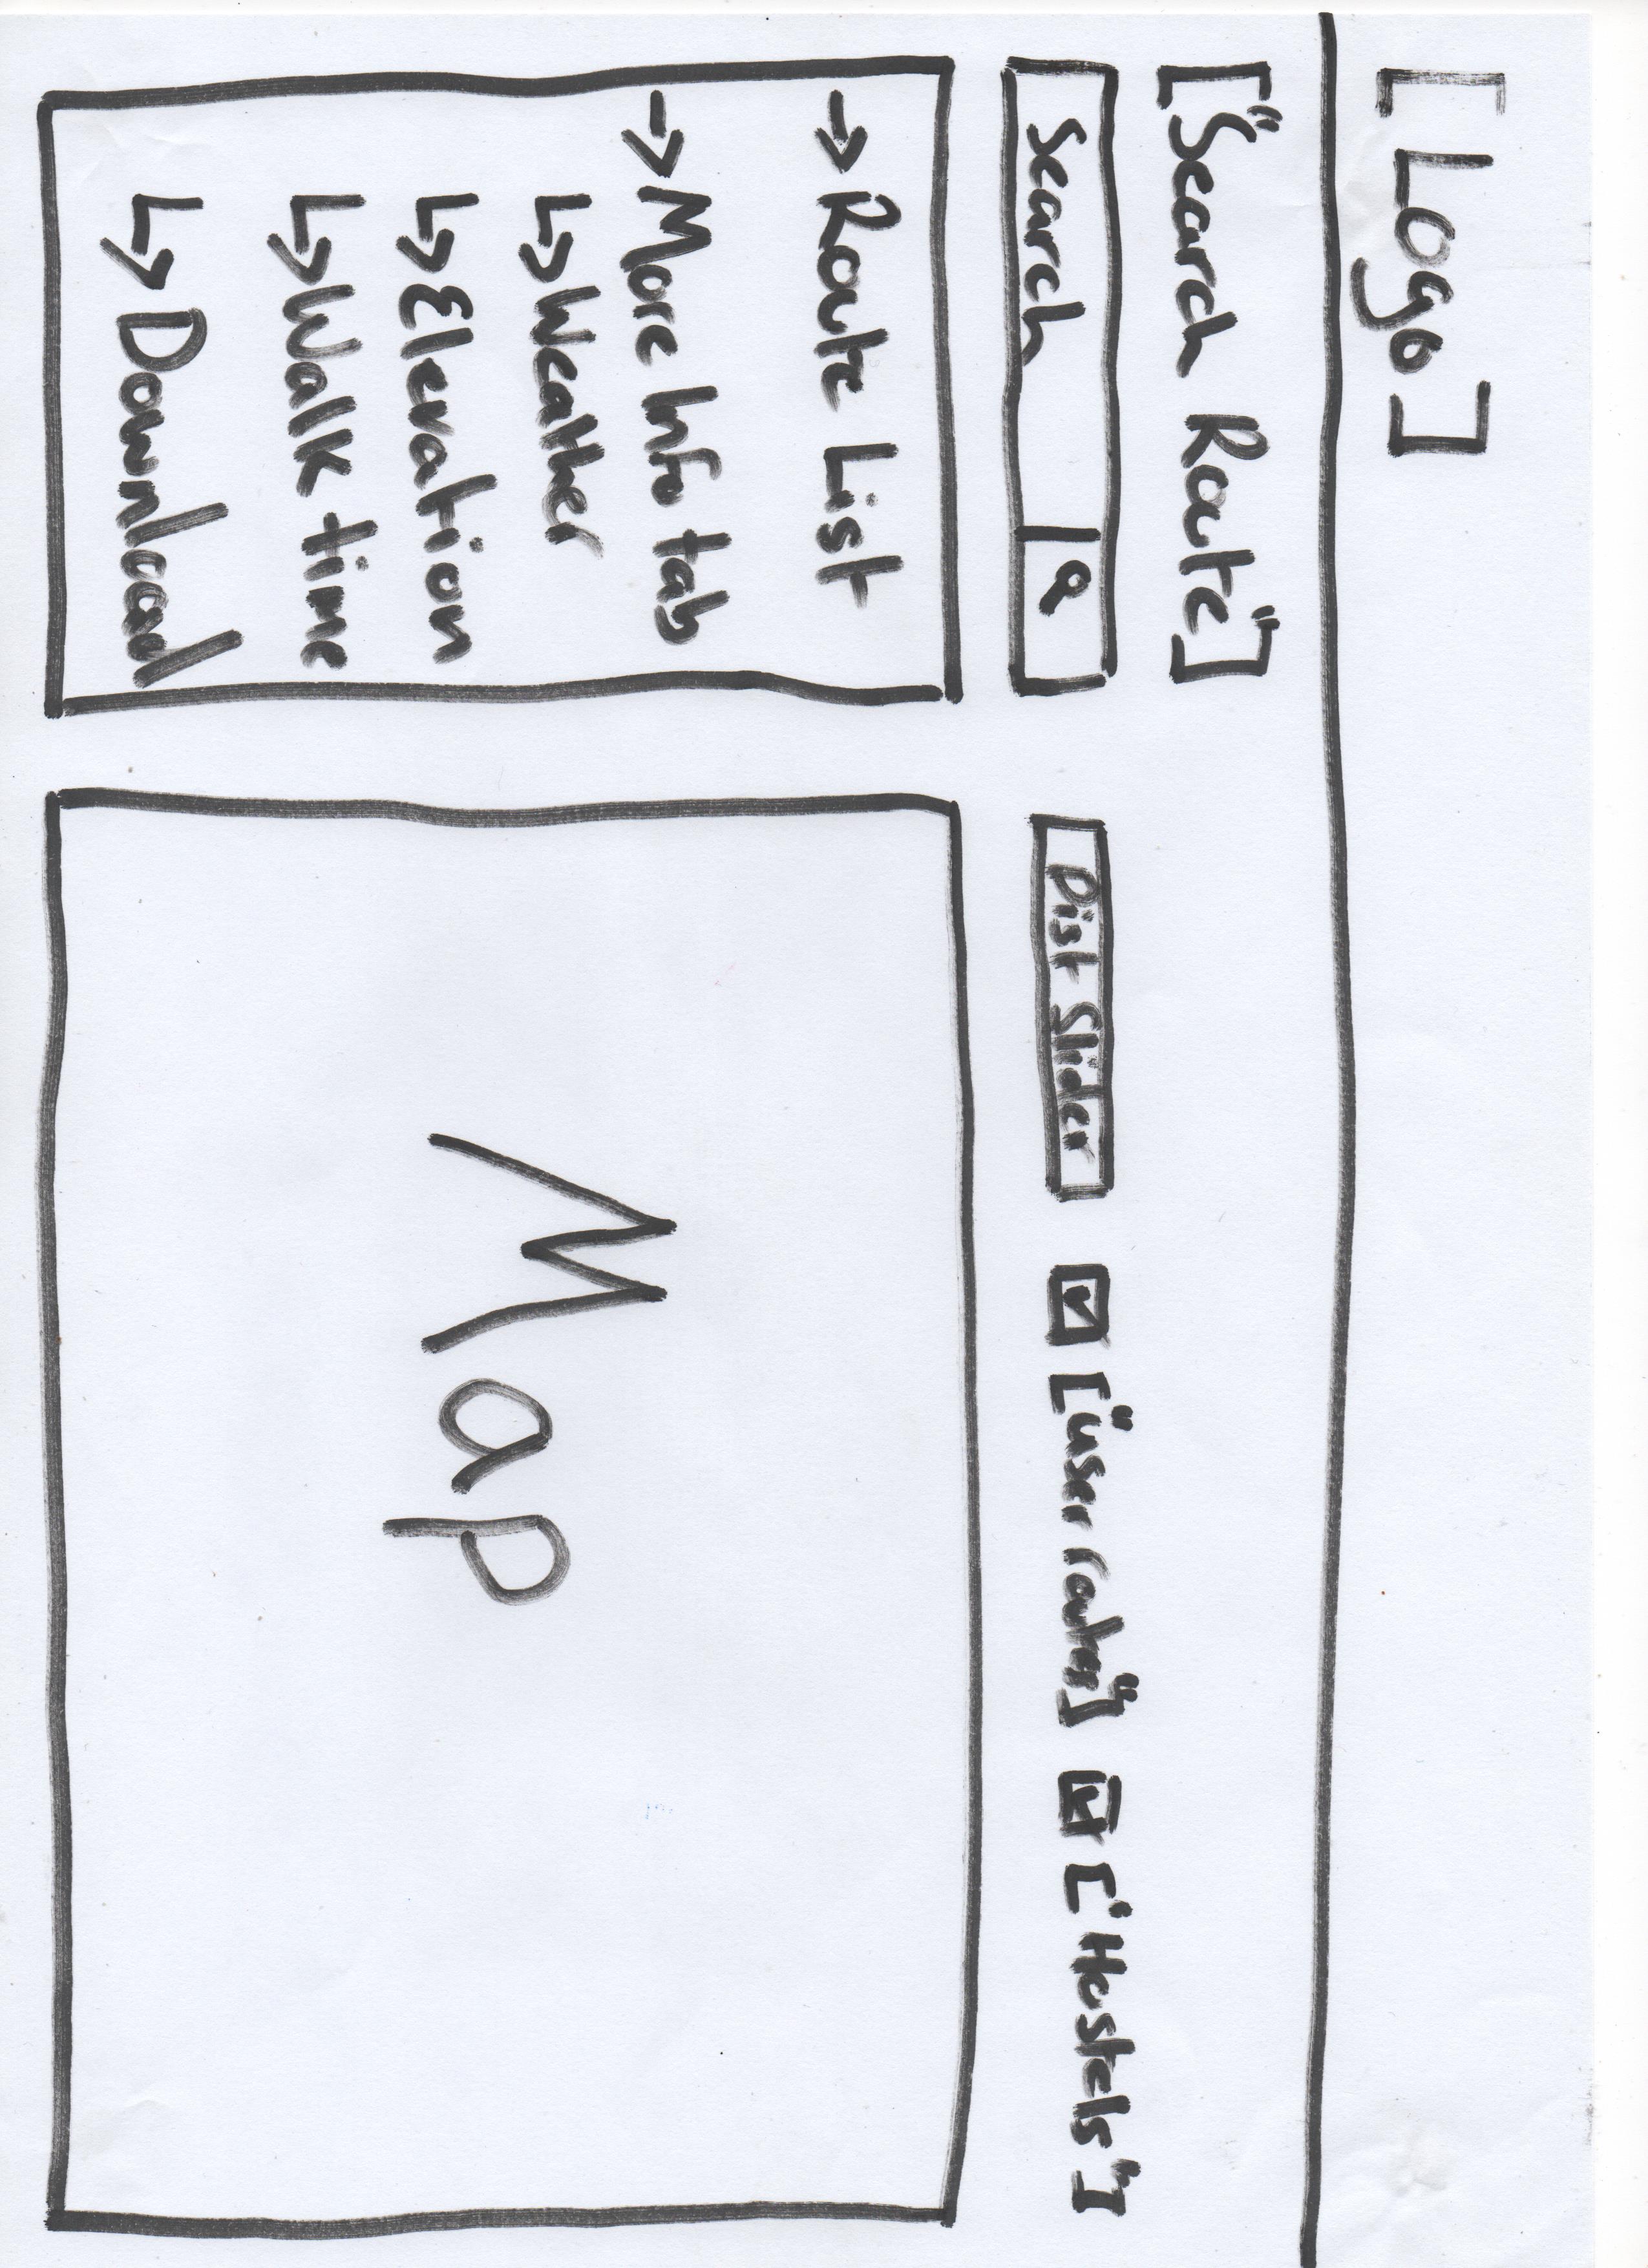 [Logo]
["Search Route"]
Search
Dist Slider
["user routes"]
["Hostels"]
-> Route List
-> More Info tab
↳ Weather
↳ Elevation
↳ Walk time
↳ Download
Map